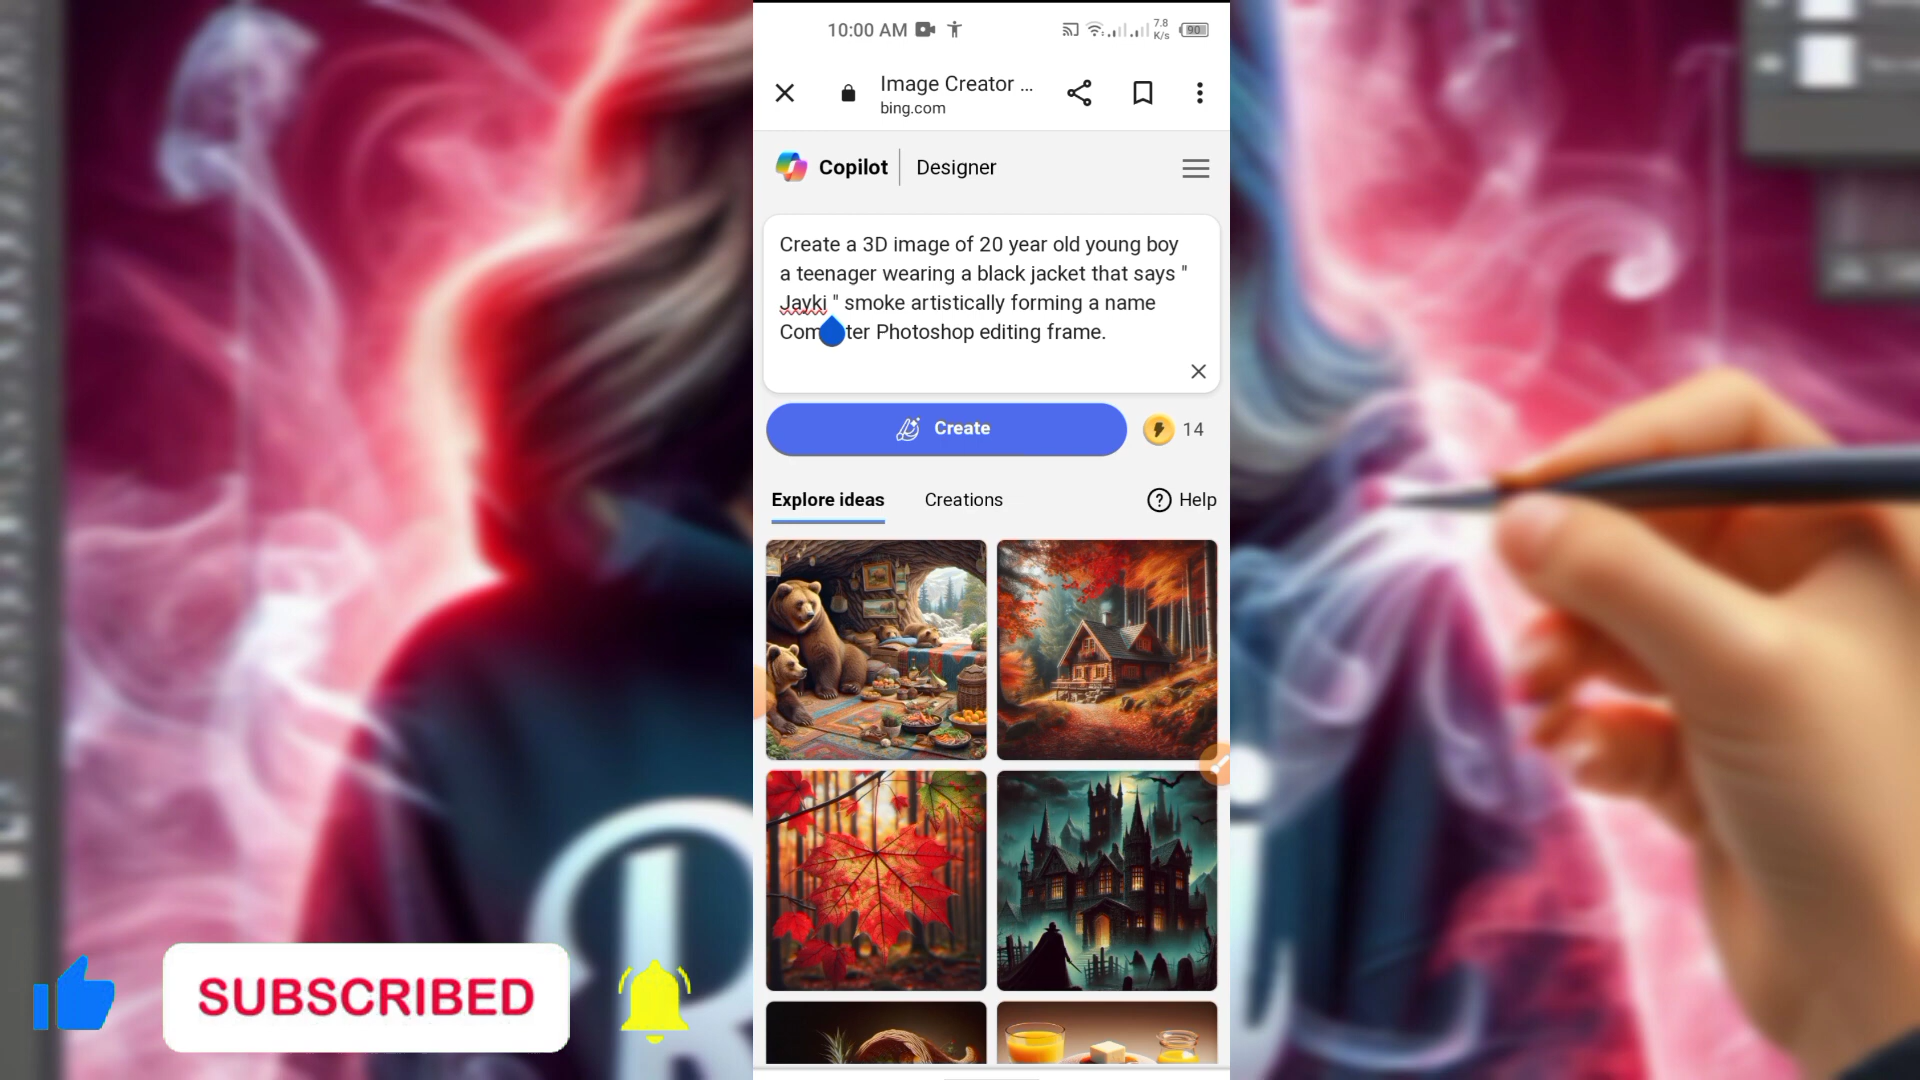 10:00 AM
7.8
K/s
90
Image Creator ...
bing.com
Copilot
Designer
Create a 3D image of 20 year old young boy
a teenager wearing a black jacket that says "
Jayki " smoke artistically forming a name
Com ter Photoshop editing frame.
Create
14
Explore ideas
Creations
Help
SUBSCRIBED